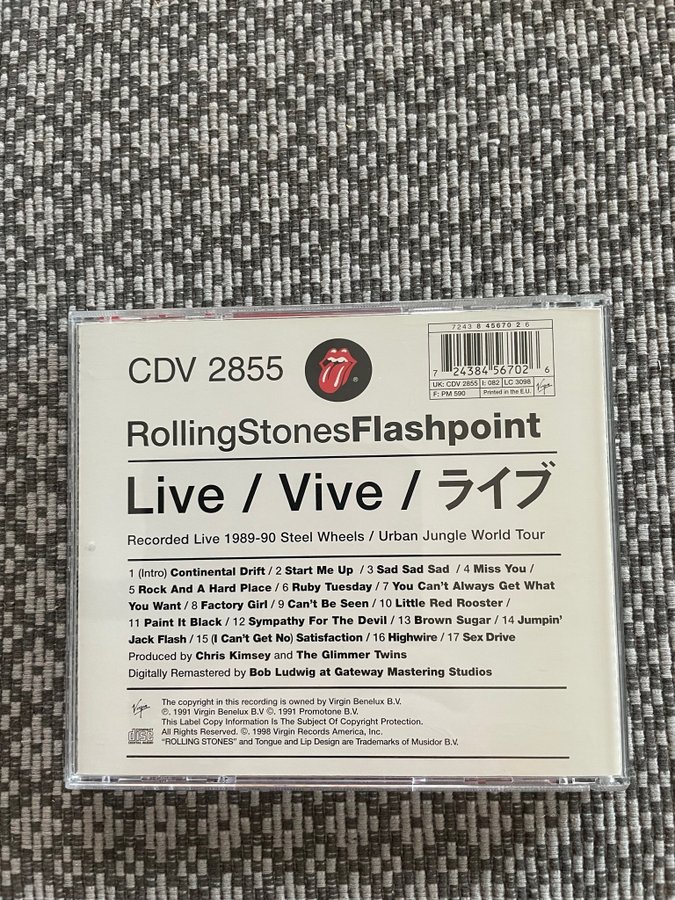 CDV 2855
7243 8 45670 2 6
7 24384 56702 6
UK: CDV 2855 I: 082 LC 3098
F: PM 590 Printed in the E.U. Virgin
®
RollingStonesFlashpoint
Live / Vive / ライブ
Recorded Live 1989-90 Steel Wheels / Urban Jungle World Tour
1 (Intro) Continental Drift / 2 Start Me Up / 3 Sad Sad Sad / 4 Miss You /
5 Rock And A Hard Place / 6 Ruby Tuesday / 7 You Can't Always Get What
You Want / 8 Factory Girl / 9 Can't Be Seen / 10 Little Red Rooster /
11 Paint It Black / 12 Sympathy For The Devil / 13 Brown Sugar / 14 Jumpin'
Jack Flash / 15 (I Can't Get No) Satisfaction / 16 Highwire / 17 Sex Drive
Produced by Chris Kimsey and The Glimmer Twins
Digitally Remastered by Bob Ludwig at Gateway Mastering Studios
Virgin
The copyright in this recording is owned by Virgin Benelux B.V.
℗. 1991 Virgin Benelux B.V ©. 1991 Promotone B.V.
This Label Copy Information Is The Subject Of Copyright Protection.
All Rights Reserved. ©. 1998 Virgin Records America, Inc.
"ROLLING STONES" and Tongue and Lip Design are Trademarks of Musidor B.V.
COMPACT disc DIGITAL AUDIO